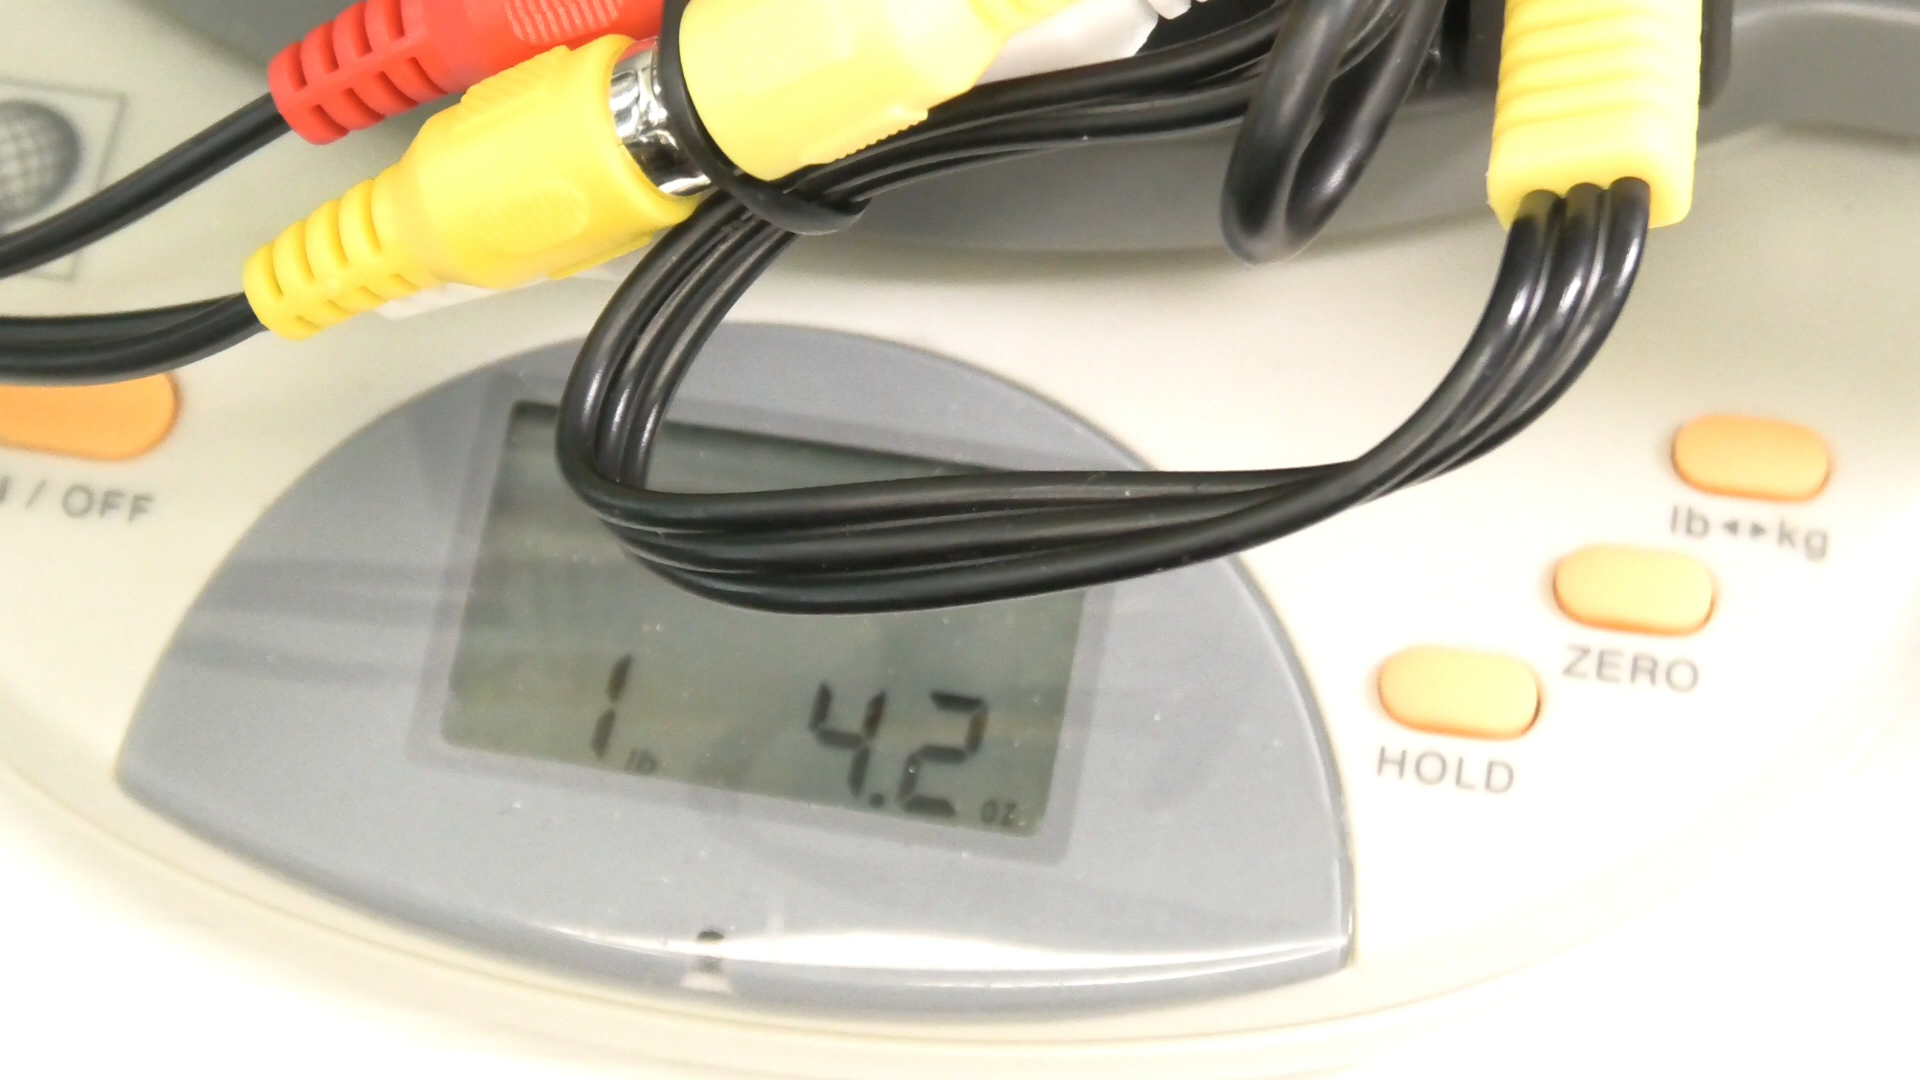 / OFF
lb◄►kg
ZERO
HOLD
1 lb 4.2 oz